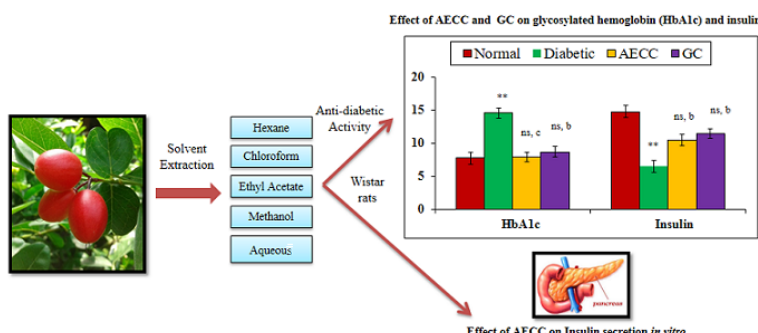 Effect of AECC and GC on glycosylated hemoglobin (HbA1c) and insulin
Normal Diabetic AECC GC
20
15
10
5
0
**
ns, c
ns, b
**
ns, b
ns, b
HbA1c Insulin
Solvent
Extraction
Hexane
Chloroform
Ethyl Acetate
Methanol
Aqueous
Anti-diabetic
Activity
Wistar
rats
pancreas
Effect of AECC on Insulin secretion in vitro